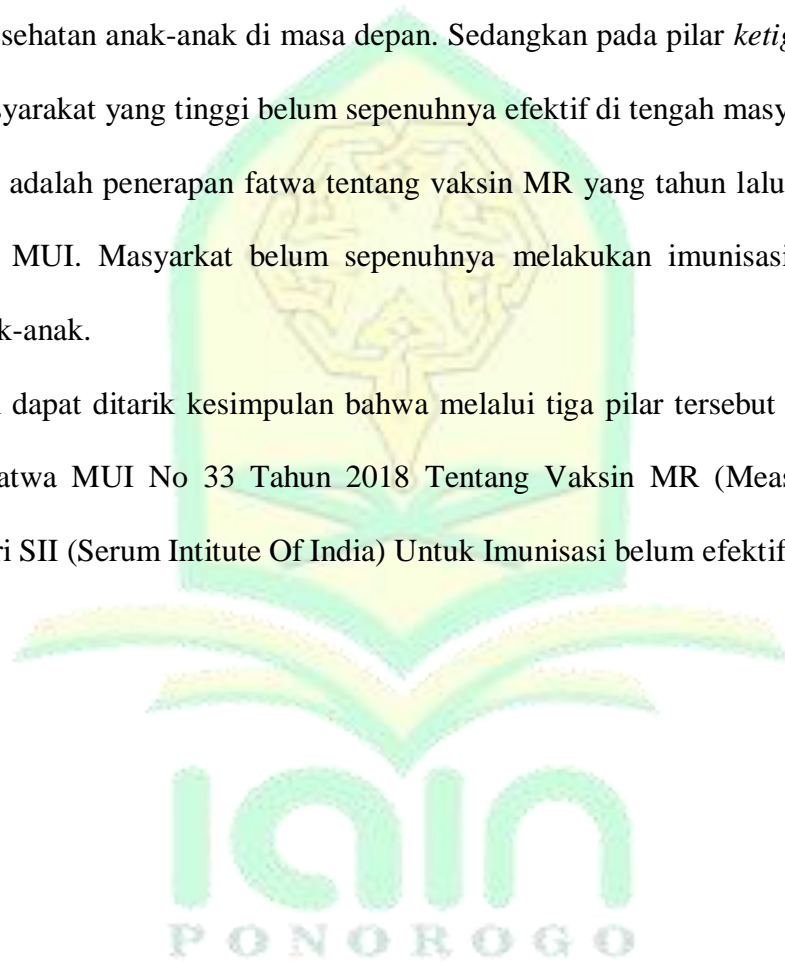 sehatan anak-anak di masa depan. Sedangkan pada pilar
syarakat yang tinggi belum sepenuhnya efektif di tengah
adalah penerapan fatwa tentang vaksin MR yang tahun lalu
MUI. Masyarkat belum sepenuhnya melakukan imunisasi
k-anak.
dapat ditarik kesimpulan bahwa melalui tiga pilar tersebut
atwa MUI No 33 Tahun 2018 Tentang Vaksin MR (Meas
ri SII (Serum Intitute Of India) Untuk Imunisasi belum efektif
iain
PONOROGO